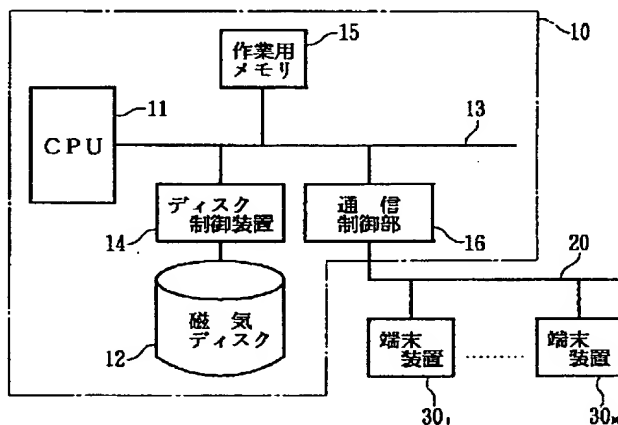 15
10
作業用
メモリ
11
CPU
13
ディスク
制御装置
14
通信
制御部
16
20
磁気
ディスク
12
端末
装置
………
端末
装置
30₁
30